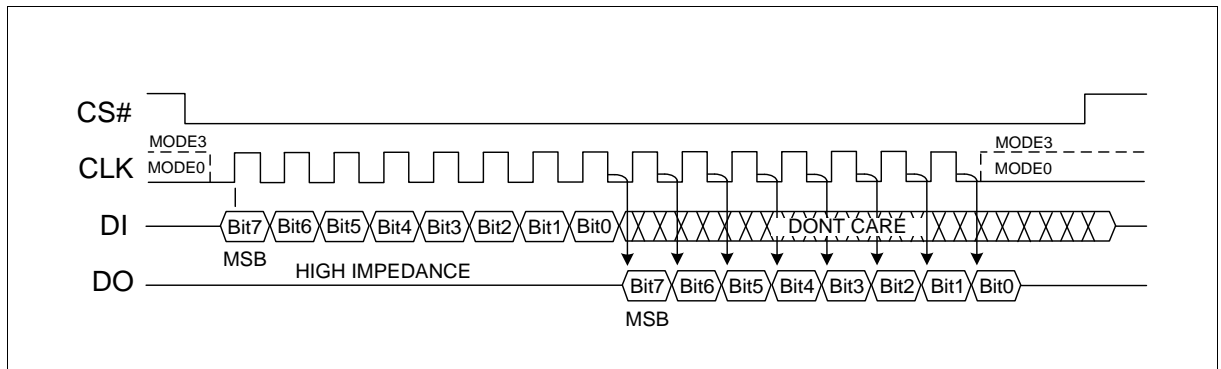 CS#
MODE3 MODE3
CLK MODE0 MODE0
DI Bit7 Bit6 Bit5 Bit4 Bit3 Bit2 Bit1 Bit0 DONT CARE
MSB
HIGH IMPEDANCE
DO Bit7 Bit6 Bit5 Bit4 Bit3 Bit2 Bit1 Bit0
MSB